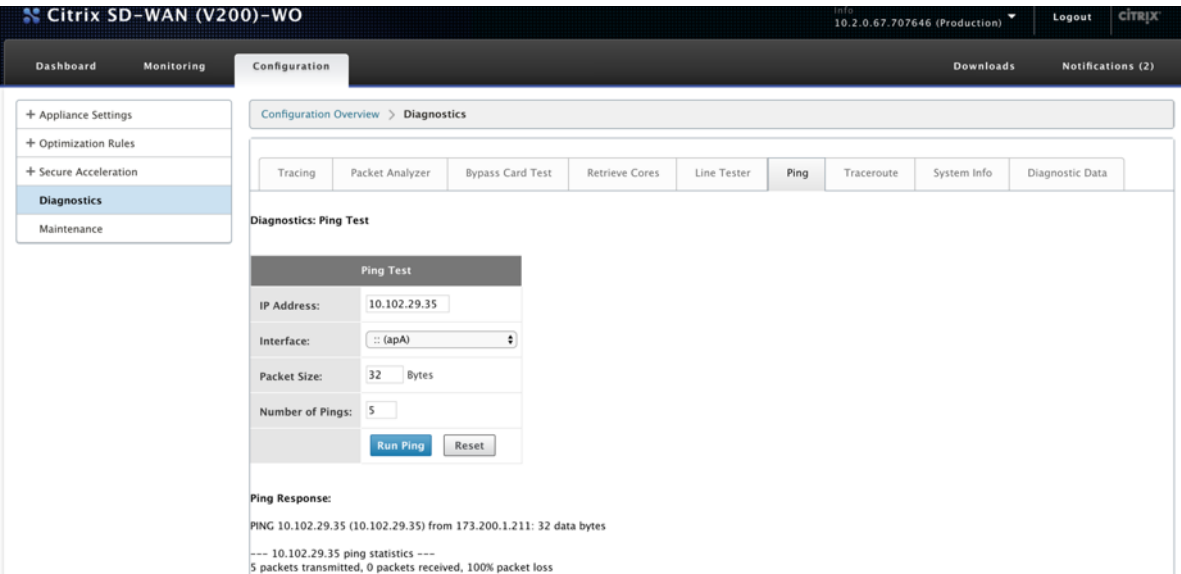 Citrix SD-WAN (V200)-WO
Info
10.2.0.67.707646 (Production)
Logout
CİTRIX
Dashboard Monitoring Configuration Downloads Notifications (2)
+ Appliance Settings
+ Optimization Rules
+ Secure Acceleration
Diagnostics
Maintenance
Configuration Overview > Diagnostics
Tracing Packet Analyzer Bypass Card Test Retrieve Cores Line Tester Ping Traceroute System Info Diagnostic Data
Diagnostics: Ping Test
Ping Test
IP Address: 10.102.29.35
Interface: :: (apA)
Packet Size: 32 Bytes
Number of Pings: 5
Run Ping Reset
Ping Response:
PING 10.102.29.35 (10.102.29.35) from 173.200.1.211: 32 data bytes
--- 10.102.29.35 ping statistics ---
5 packets transmitted, 0 packets received, 100% packet loss